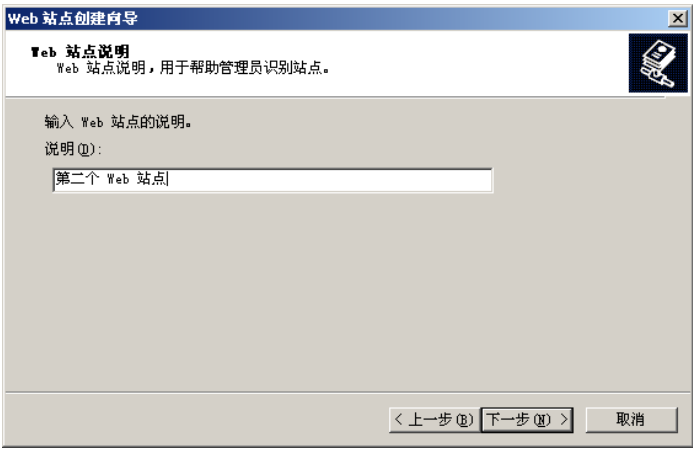 Web 站点创建向导
Web 站点说明
Web 站点说明，用于帮助管理员识别站点。
输入 Web 站点的说明。
说明(D):
第二个 Web 站点
< 上一步(B) 下一步(N) > 取消